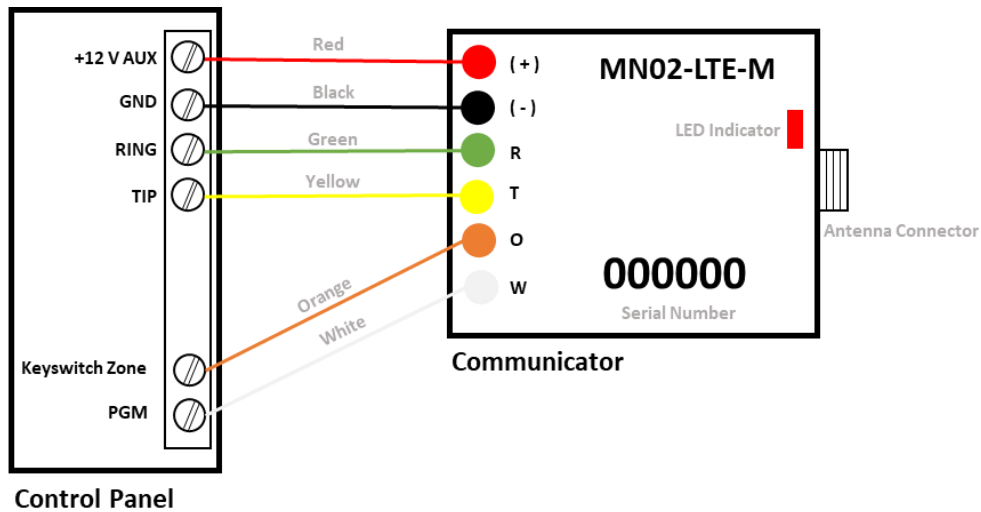 +12 V AUX
GND
RING
TIP
Keyswitch Zone
PGM
Control Panel
Red
Black
Green
Yellow
Orange
White
( + )
( - )
R
T
O
W
MN02-LTE-M
LED Indicator
Antenna Connector
000000
Serial Number
Communicator